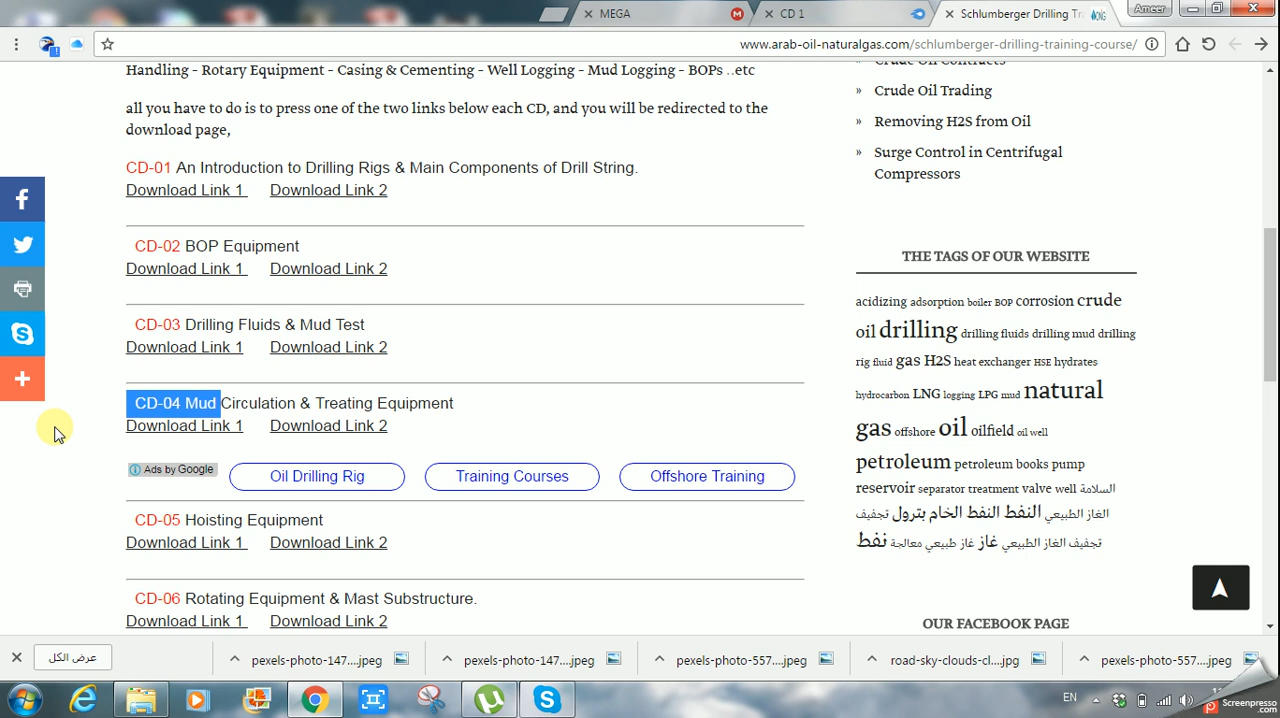 MEGA
CD 1
Schlumberger Drilling Tr
Ameer
www.arab-oil-naturalgas.com/schlumberger-drilling-training-course/
Handling - Rotary Equipment - Casing & Cementing - Well Logging - Mud Logging - BOPs ..etc
all you have to do is to press one of the two links below each CD, and you will be redirected to the
download page,
CD-01 An Introduction to Drilling Rigs & Main Components of Drill String.
Download Link 1 Download Link 2
CD-02 BOP Equipment
Download Link 1 Download Link 2
CD-03 Drilling Fluids & Mud Test
Download Link 1 Download Link 2
CD-04 Mud Circulation & Treating Equipment
Download Link 1 Download Link 2
Ads by Google
Oil Drilling Rig
Training Courses
Offshore Training
CD-05 Hoisting Equipment
Download Link 1 Download Link 2
CD-06 Rotating Equipment & Mast Substructure.
Download Link 1 Download Link 2
» Crude Oil Contracts
» Crude Oil Trading
» Removing H2S from Oil
» Surge Control in Centrifugal
Compressors
THE TAGS OF OUR WEBSITE
acidizing adsorption boiler BOP corrosion crude
oil drilling drilling fluids drilling mud drilling
rig fluid gas H2S heat exchanger HSE hydrates
hydrocarbon LNG logging LPG mud natural
gas offshore oil oilfield oil well
petroleum petroleum books pump
reservoir separator treatment valve well السلامة
الغاز الطبيعي النفط النفط الخام بترول تجفيف
تجفيف الغاز الطبيعي غاز غاز طبيعي معالجة نفط
OUR FACEBOOK PAGE
عرض الكل
pexels-photo-147....jpeg
pexels-photo-147....jpeg
pexels-photo-557....jpeg
road-sky-clouds-cl....jpg
pexels-photo-557....jpeg
EN
Screenpresso
.com